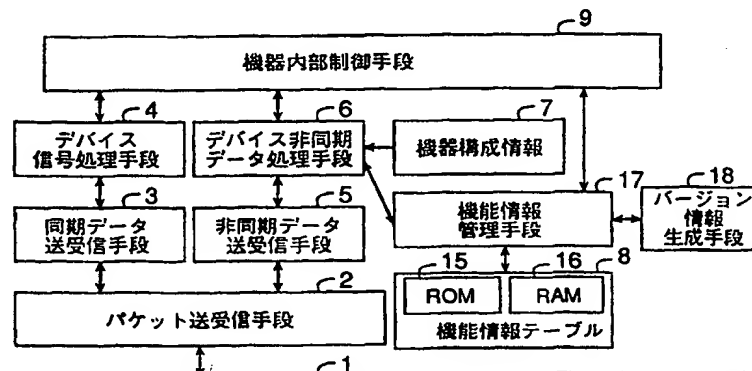 9
機器内部制御手段
4
デバイス
信号処理手段
6
デバイス非同期
データ処理手段
7
機器構成情報
3
同期データ
送受信手段
5
非同期データ
送受信手段
17
機能情報
管理手段
18
バージョン
情報
生成手段
2
パケット送受信手段
15
ROM
16
RAM
8
機能情報テーブル
1